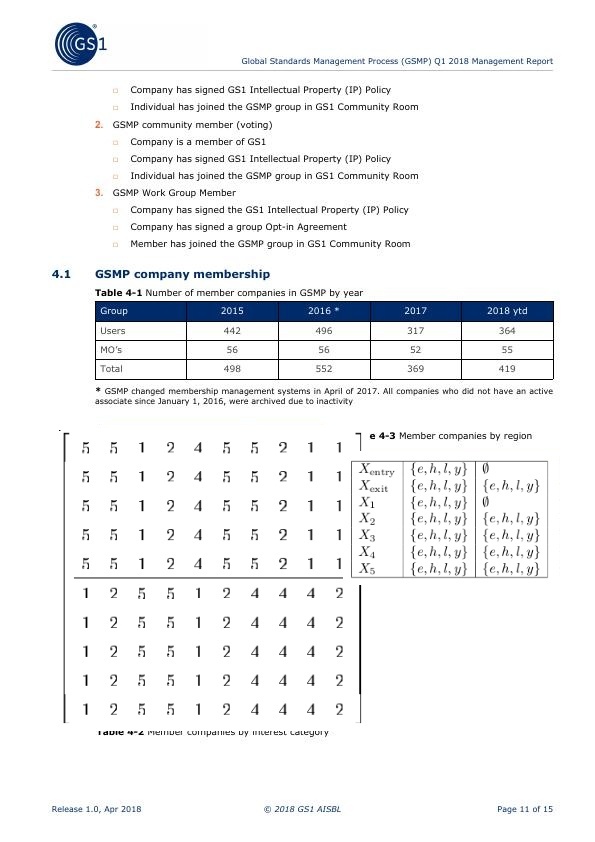 GS1
Global Standards Management Process (GSMP) Q1 2018 Management Report
□ Company has signed GS1 Intellectual Property (IP) Policy
□ Individual has joined the GSMP group in GS1 Community Room
2. GSMP community member (voting)
□ Company is a member of GS1
□ Company has signed GS1 Intellectual Property (IP) Policy
□ Individual has joined the GSMP group in GS1 Community Room
3. GSMP Work Group Member
□ Company has signed the GS1 Intellectual Property (IP) Policy
□ Company has signed a group Opt-in Agreement
□ Member has joined the GSMP group in GS1 Community Room
4.1 GSMP company membership
Table 4-1 Number of member companies in GSMP by year
Group 2015 2016 * 2017 2018 ytd
Users 442 496 317 364
MO's 56 56 52 55
Total 498 552 369 419
* GSMP changed membership management systems in April of 2017. All companies who did not have an active
associate since January 1, 2016, were archived due to inactivity
e 4-3 Member companies by region
5 5 1 2 4 5 5 2 1 1
5 5 1 2 4 5 5 2 1 1
5 5 1 2 4 5 5 2 1 1
5 5 1 2 4 5 5 2 1 1
5 5 1 2 4 5 5 2 1 1
1 2 5 5 1 2 4 4 4 2
1 2 5 5 1 2 4 4 4 2
1 2 5 5 1 2 4 4 4 2
1 2 5 5 1 2 4 4 4 2
1 2 5 5 1 2 4 4 4 2
X_entry {e, h, l, y} ∅
X_exit {e, h, l, y} {e, h, l, y}
X_1 {e, h, l, y} ∅
X_2 {e, h, l, y} {e, h, l, y}
X_3 {e, h, l, y} {e, h, l, y}
X_4 {e, h, l, y} {e, h, l, y}
X_5 {e, h, l, y} {e, h, l, y}
Table 4-2 Member companies by interest category
Release 1.0, Apr 2018 © 2018 GS1 AISBL Page 11 of 15